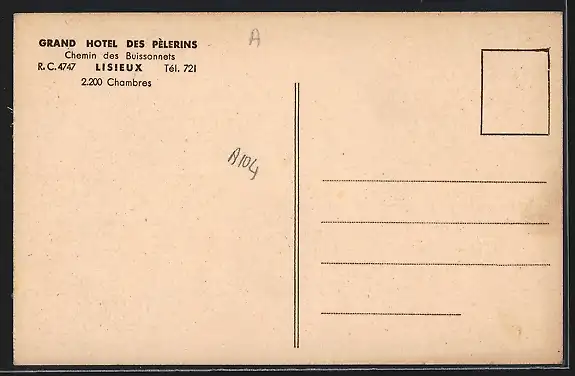 GRAND HOTEL DES PÈLERINS
Chemin des Buissonnets
R. C. 4747 LISIEUX Tél. 721
2.200 Chambres
A
A104